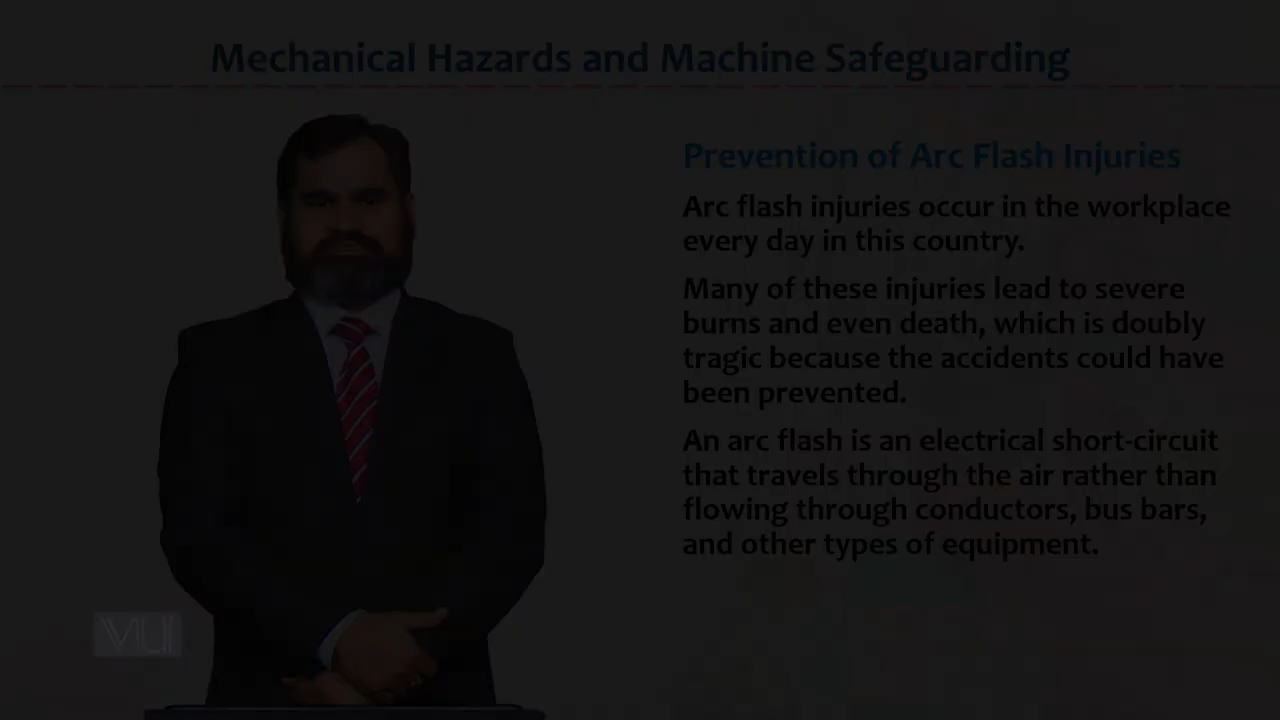 Mechanical Hazards and Machine Safeguarding
Prevention of Arc Flash Injuries
Arc flash injuries occur in the workplace
every day in this country.
Many of these injuries lead to severe
burns and even death, which is doubly
tragic because the accidents could have
been prevented.
An arc flash is an electrical short-circuit
that travels through the air rather than
flowing through conductors, bus bars,
and other types of equipment.
VU